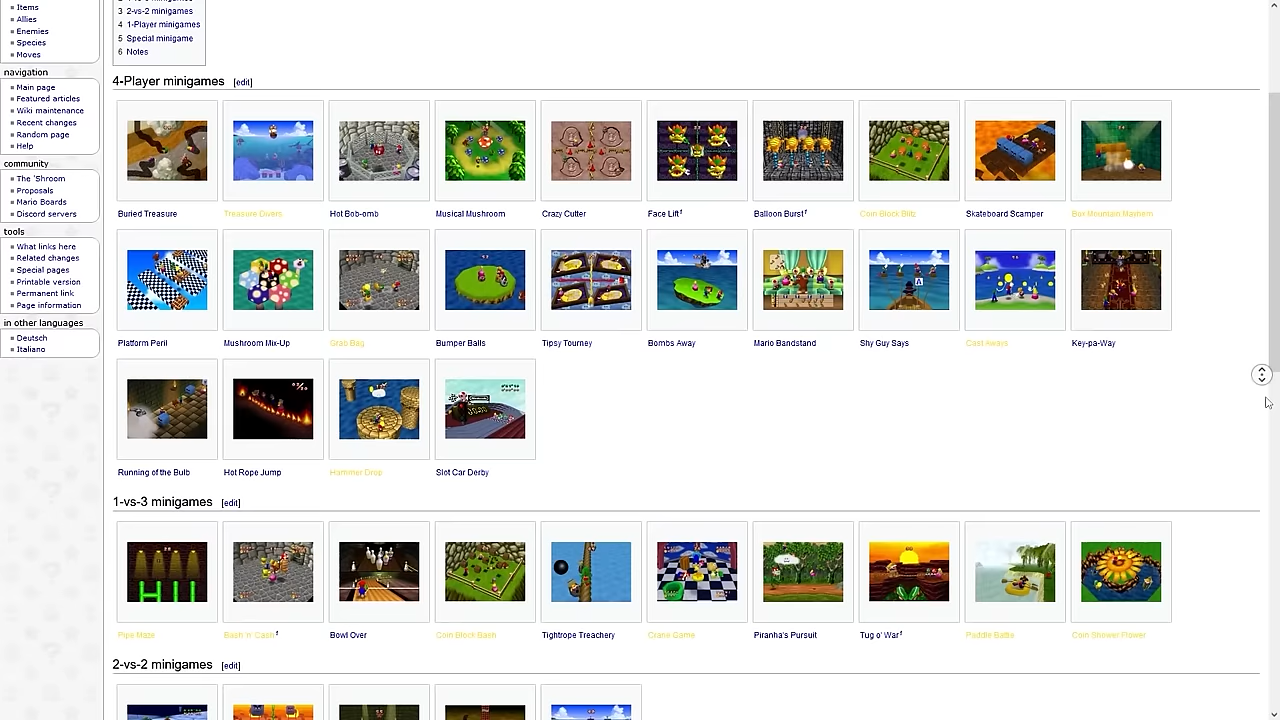 Items
Allies
Enemies
Species
Moves
navigation
Main page
Featured articles
Wiki maintenance
Recent changes
Random page
Help
community
The 'Shroom
Proposals
Mario Boards
Discord servers
tools
What links here
Related changes
Special pages
Printable version
Permanent link
Page information
in other languages
Deutsch
Italiano
3 2-vs-2 minigames
4 1-Player minigames
5 Special minigame
6 Notes
4-Player minigames [edit]
Buried Treasure
Treasure Divers
Hot Bob-omb
Musical Mushroom
Crazy Cutter
Face Lift†
Balloon Burst†
Coin Block Blitz
Skateboard Scamper
Box Mountain Mayhem
Platform Peril
Mushroom Mix-Up
Grab Bag
Bumper Balls
Tipsy Tourney
Bombs Away
Mario Bandstand
Shy Guy Says
Cast Aways
Key-pa-Way
Running of the Bulb
Hot Rope Jump
Hammer Drop
Slot Car Derby
1-vs-3 minigames [edit]
Pipe Maze
Bash 'n' Cash†
Bowl Over
Coin Block Bash
Tightrope Treachery
Crane Game
Piranha's Pursuit
Tug o' War†
Paddle Battle
Coin Shower Flower
2-vs-2 minigames [edit]